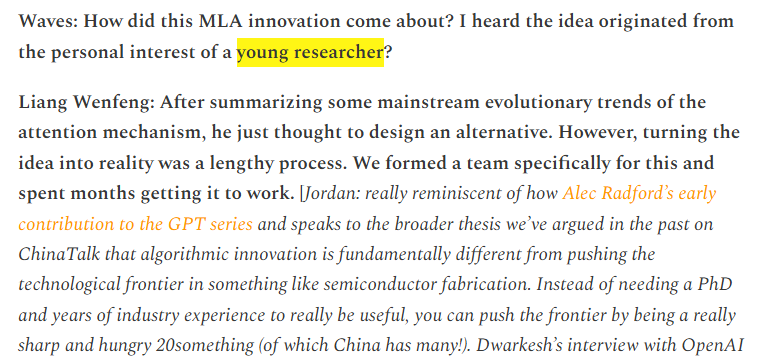 Waves: How did this MLA innovation come about? I heard the idea originated from
the personal interest of a young researcher?
Liang Wenfeng: After summarizing some mainstream evolutionary trends of the
attention mechanism, he just thought to design an alternative. However, turning the
idea into reality was a lengthy process. We formed a team specifically for this and
spent months getting it to work. [Jordan: really reminiscent of how Alec Radford’s early
contribution to the GPT series and speaks to the broader thesis we’ve argued in the past on
ChinaTalk that algorithmic innovation is fundamentally different from pushing the
technological frontier in something like semiconductor fabrication. Instead of needing a PhD
and years of industry experience to really be useful, you can push the frontier by being a really
sharp and hungry 20something (of which China has many!). Dwarkesh’s interview with OpenAI